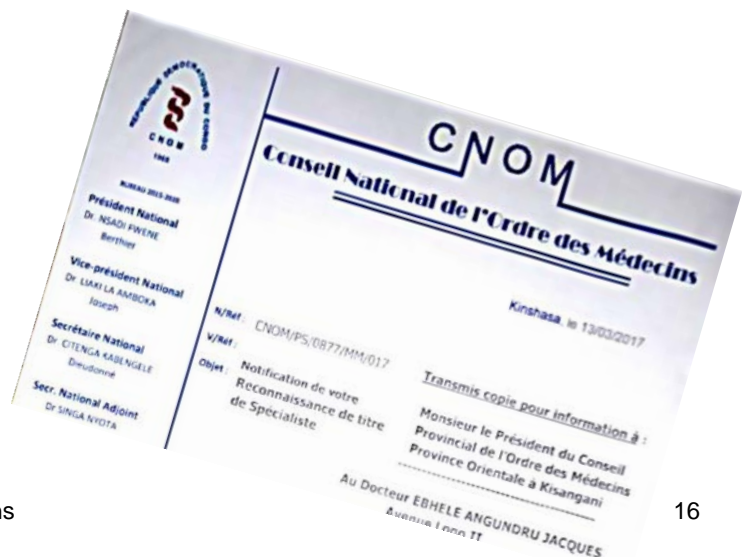 REPUBLIQUE DEMOCRATIQUE DU CONGO
CNOM
1968
BUREAU 2015-2020
Président National
Dr. NSADI FWENE
Berthier
Vice-président National
Dr LIAKI LA AMBOKA
Joseph
Secrétaire National
Dr CITENGA KABENGELE
Dieudonné
Secr. National Adjoint
Dr SINGA NYOTA
CNOM
Conseil National de l'Ordre des Médecins
Kinshasa, le 13/03/2017
N/Réf : CNOM/PS/0877/MM/017
V/Réf :
Objet : Notification de votre
Reconnaissance de titre
de Spécialiste
Transmis copie pour information à :
Monsieur le Président du Conseil
Provincial de l'Ordre des Médecins
Province Orientale à Kisangani
Au Docteur EBHELE ANGUNDRU JACQUES
Avenue Lopo II
16